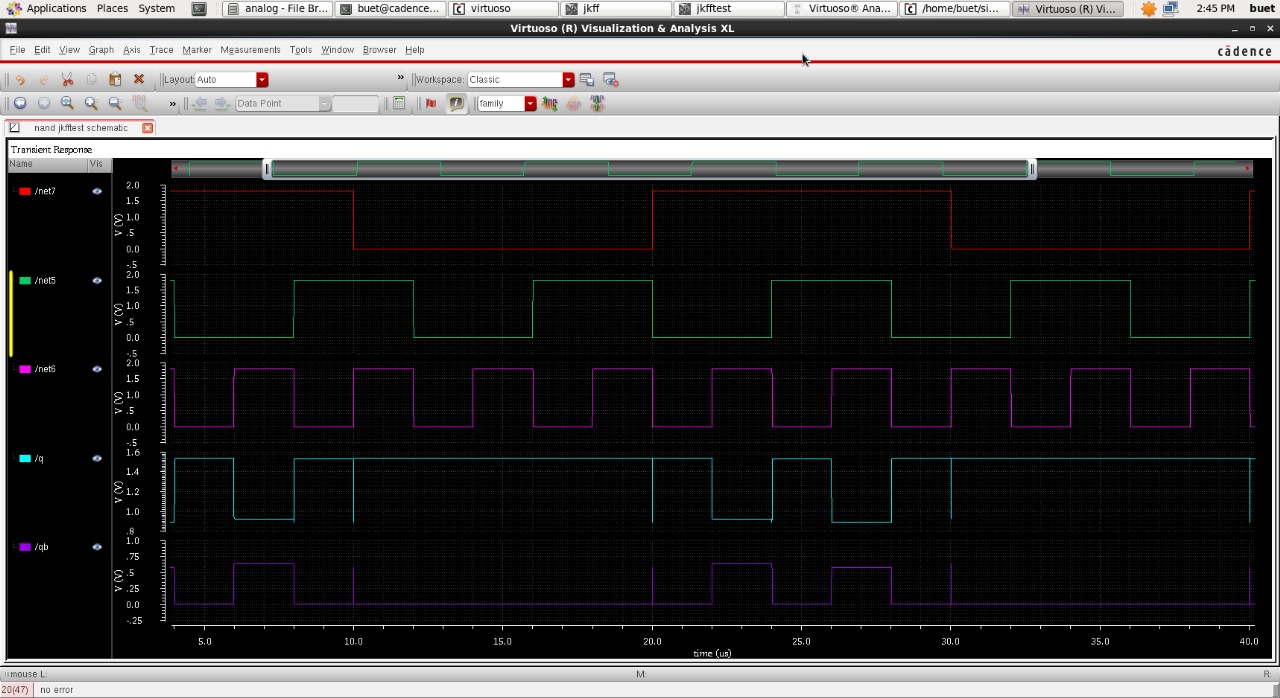 Applications Places System analog - File Br... buet@cadence... virtuoso jkff jkfftest Virtuoso® Ana... /home/buet/si... Virtuoso (R) Vi... 2:45 PM buet
Virtuoso (R) Visualization & Analysis XL
File Edit View Graph Axis Trace Marker Measurements Tools Window Browser Help cādence
Layout: Auto » Workspace: Classic
» Data Point family
nand jkfftest schematic
Transient Response
Name Vis
/net7
V (V)
2.0
1.5
1.0
.5
0.0
-.5
/net5
V (V)
2.0
1.5
1.0
.5
0.0
-.5
/net6
V (V)
2.0
1.5
1.0
.5
0.0
-.5
/q
V (V)
1.6
1.4
1.2
1.0
.8
/qb
V (V)
1.0
.75
.5
.25
0.0
-.25
5.0 10.0 15.0 20.0 25.0 30.0 35.0 40.0
time (us)
mouse L: M: R:
20(47) no error